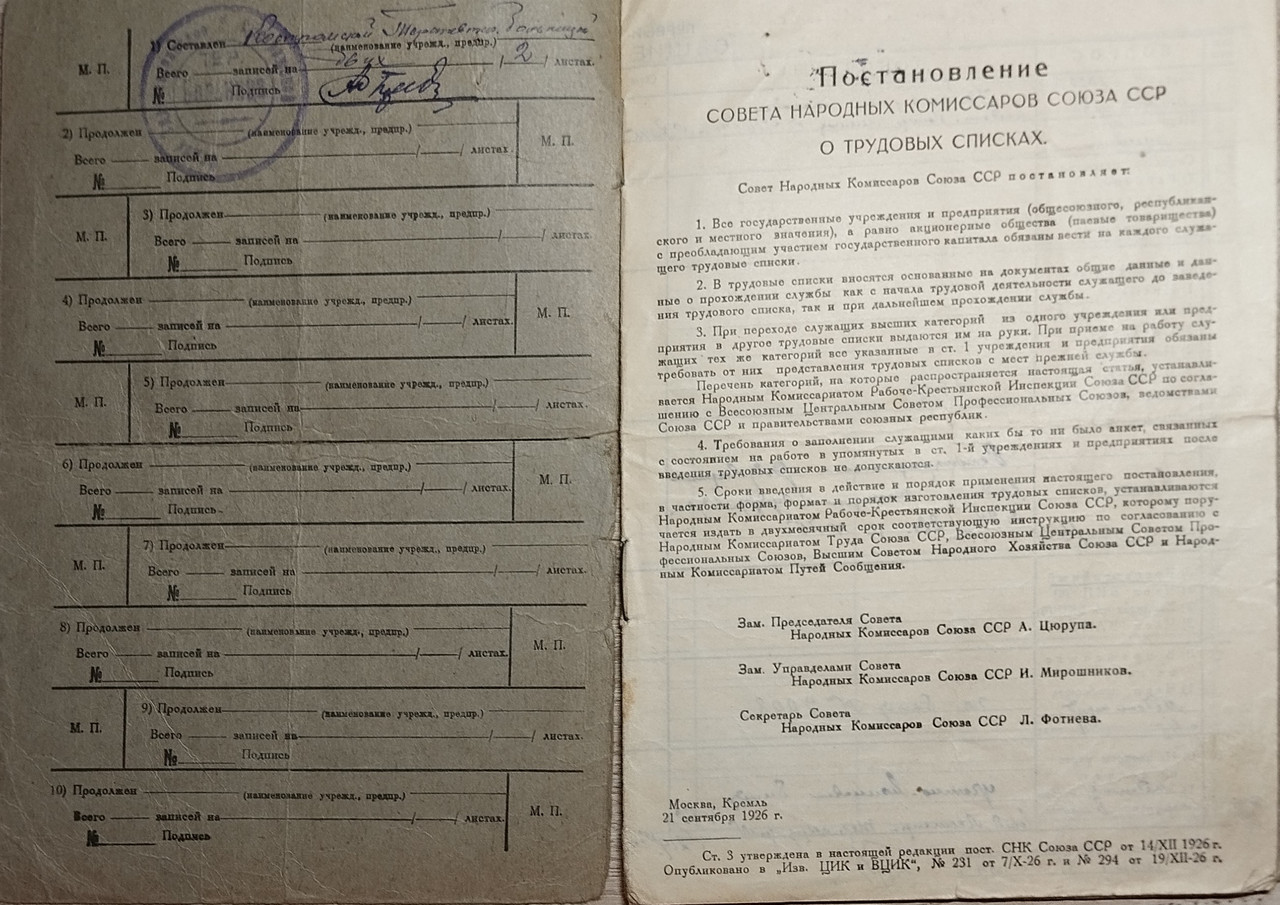 1) Составлен
(наименование учрежд., предпр.)
М. П.
Всего записей на двух / 2 / листах.
№ Подпись
2) Продолжен (наименование учрежд., предпр.)
Всего записей на / / листах.
М. П.
№ Подпись
3) Продолжен (наименование учрежд., предпр.)
М. П.
Всего записей на / / листах.
№ Подпись
4) Продолжен (наименование учрежд., предпр.)
Всего записей на / / листах.
М. П.
№ Подпись
5) Продолжен (наименование учрежд., предпр.)
М. П.
Всего записей на / / листах.
№ Подпись
6) Продолжен (наименование учрежд., предпр.)
Всего записей на / / листах.
М. П.
№ Подпись
7) Продолжен (наименование учрежд., предпр.)
М. П.
Всего записей на / / листах.
№ Подпись
8) Продолжен (наименование учрежд., предпр.)
Всего записей на / / листах.
М. П.
№ Подпись
9) Продолжен (наименование учрежд., предпр.)
М. П.
Всего записей на / / листах.
№ Подпись
10) Продолжен (наименование учрежд., предпр.)
Всего записей на / / листах.
М. П.
№ Подпись
Постановление
СОВЕТА НАРОДНЫХ КОМИССАРОВ СОЮЗА ССР
О ТРУДОВЫХ СПИСКАХ.
Совет Народных Комиссаров Союза ССР постановляет:
1. Все государственные учреждения и предприятия (общесоюзного, республикан-
ского и местного значения), а равно акционерные общества (паевые товарищества)
с преобладающим участием государственного капитала обязаны вести на каждого служа-
щего трудовые списки.
2. В трудовые списки вносятся основанные на документах общие данные и дан-
ные о прохождении службы как с начала трудовой деятельности служащего до заведе-
ния трудового списка, так и при дальнейшем прохождении службы.
3. При переходе служащих высших категорий из одного учреждения или пред-
приятия в другое трудовые списки выдаются им на руки. При приеме на работу слу-
жащих тех же категорий все указанные в ст. 1 учреждения и предприятия обязаны
требовать от них представления трудовых списков с мест прежней службы.
Перечень категорий, на которые распространяется настоящая статья, устанавли-
вается Народным Комиссариатом Рабоче-Крестьянской Инспекции Союза ССР по согла-
шению с Всесоюзным Центральным Советом Профессиональных Союзов, ведомствами
Союза ССР и правительствами союзных республик.
4. Требования о заполнении служащими каких бы то ни было анкет, связанных
с состоянием на работе в упомянутых в ст. 1-й учреждениях и предприятиях после
введения трудовых списков не допускаются.
5. Сроки введения в действие и порядок применения настоящего постановления,
в частности форма, формат и порядок изготовления трудовых списков, устанавливаются
Народным Комиссариатом Рабоче-Крестьянской Инспекции Союза ССР, которому пору-
чается издать в двухмесячный срок соответствующую инструкцию по согласованию с
Народным Комиссариатом Труда Союза ССР, Всесоюзным Центральным Советом Про-
фессиональных Союзов, Высшим Советом Народного Хозяйства Союза ССР и Народ-
ным Комиссариатом Путей Сообщения.
Зам. Председателя Совета
Народных Комиссаров Союза ССР А. Цюрупа.
Зам. Управделами Совета
Народных Комиссаров Союза ССР И. Мирошников.
Секретарь Совета
Народных Комиссаров Союза ССР Л. Фотиева.
Москва, Кремль
21 сентября 1926 г.
Ст. 3 утверждена в настоящей редакции пост. СНК Союза ССР от 14/XII 1926 г.
Опубликовано в „Изв. ЦИК и ВЦИК“, № 231 от 7/X-26 г. и № 294 от 19/XII-26 г.